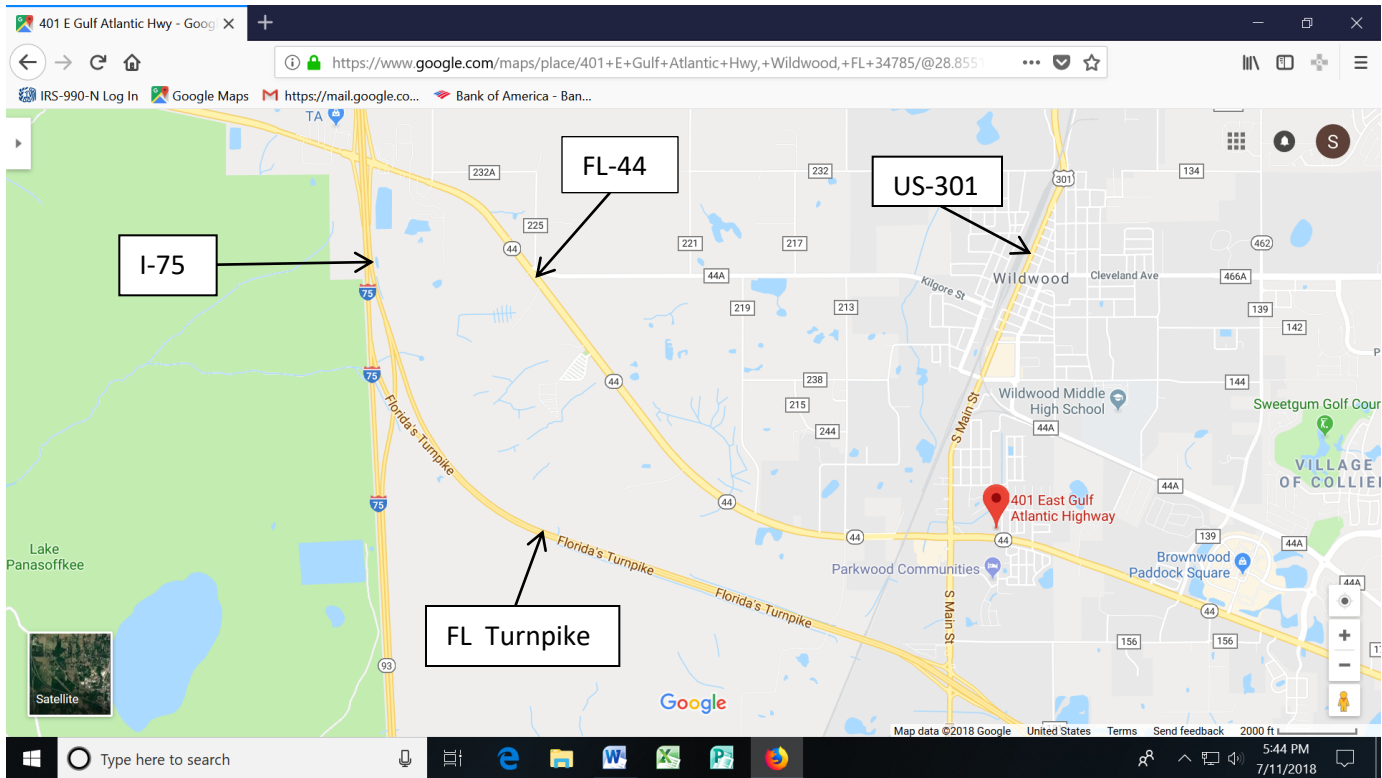 401 E Gulf Atlantic Hwy - Goog
https://www.google.com/maps/place/401+E+Gulf+Atlantic+Hwy,+Wildwood,+FL+34785/@28.855
IRS-990-N Log In
Google Maps
https://mail.google.co...
Bank of America - Ban...
TA
S
FL-44
US-301
232A
232
301
134
225
44
221
217
462
I-75
44A
Kilgore St
Wildwood
Cleveland Ave
466A
75
219
213
139
142
75
44
238
144
Florida's Turnpike
215
Wildwood Middle
High School
Sweetgum Golf Cour
S Main St
244
44A
VILLAGE
OF COLLIE
44A
75
44
401 East Gulf
Atlantic Highway
44
44
139
44A
Lake
Panasoffkee
Florida's Turnpike
Parkwood Communities
Brownwood
Paddock Square
44A
Florida's Turnpike
S Main St
44
FL Turnpike
156
156
93
Satellite
Google
Map data ©2018 Google
United States
Terms
Send feedback
2000 ft
Type here to search
5:44 PM
7/11/2018